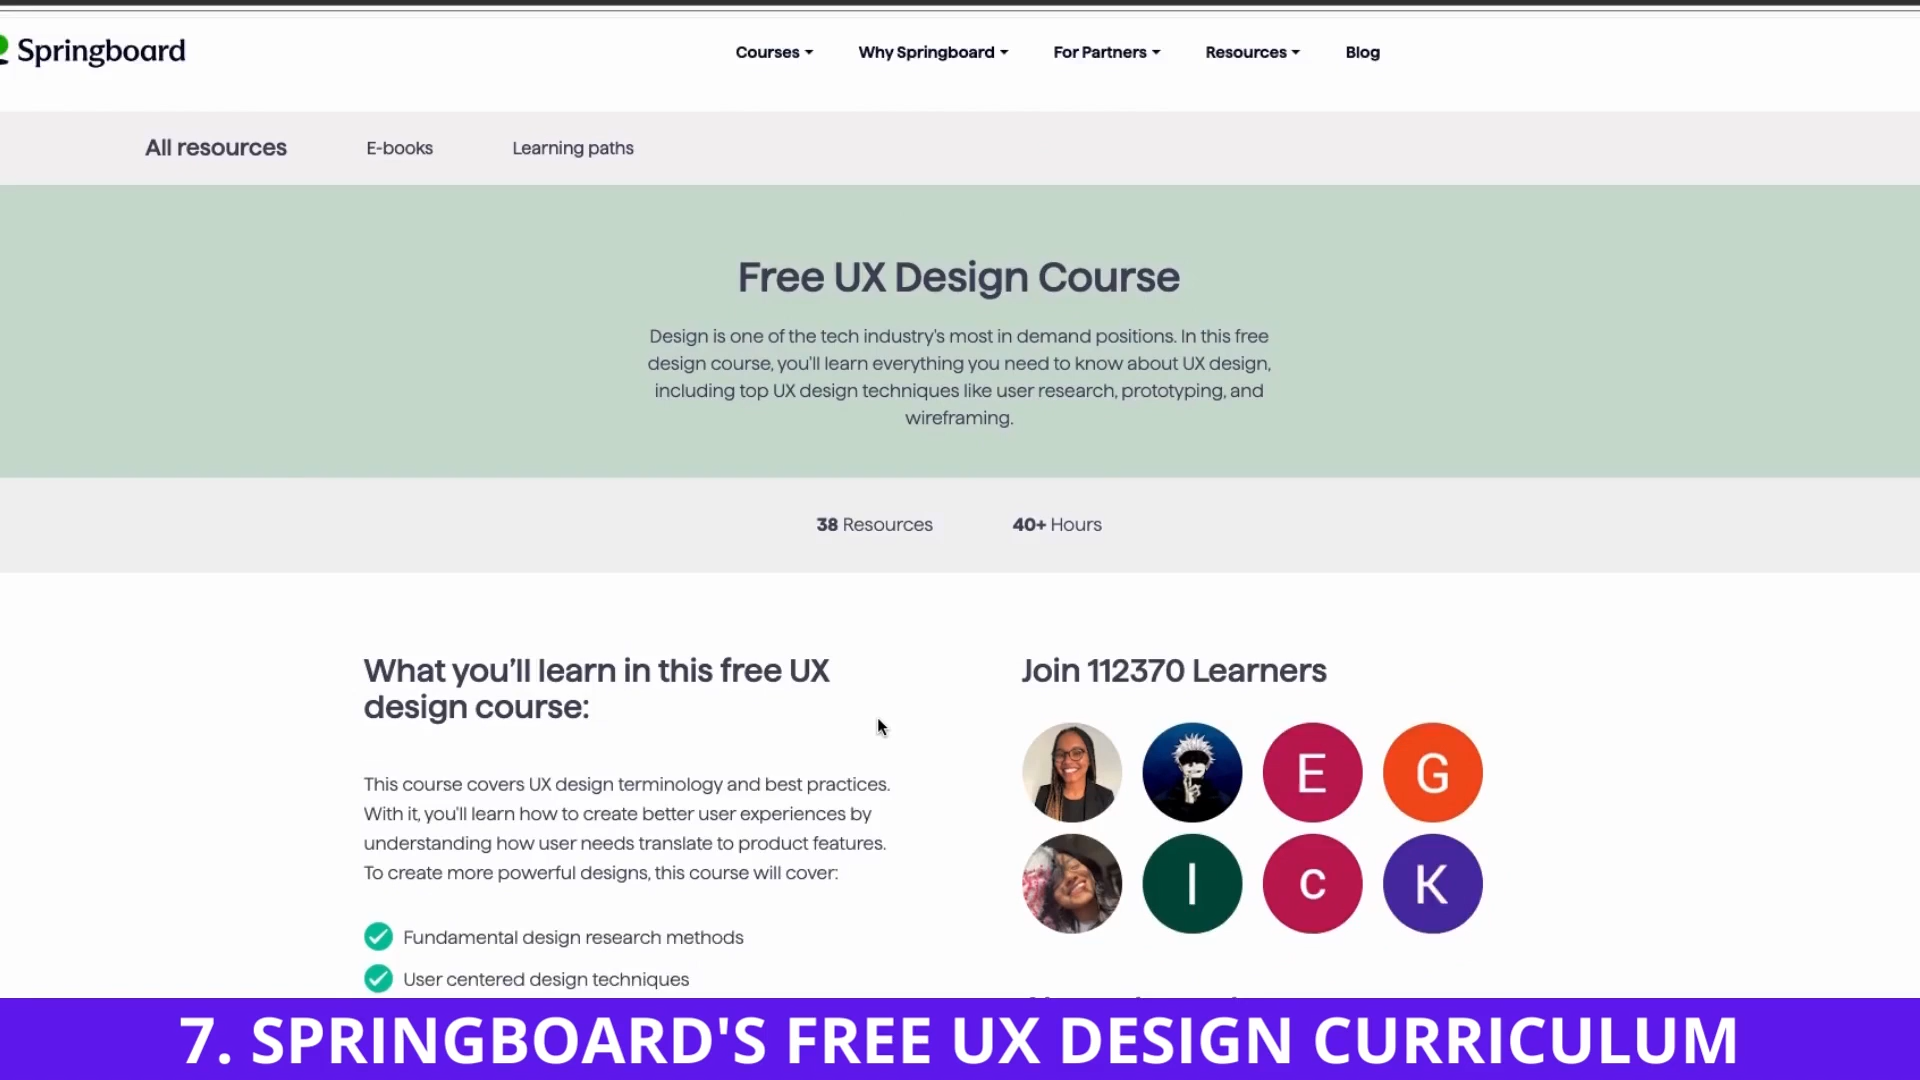 Springboard
Courses
Why Springboard
For Partners
Resources
Blog
All resources
E-books
Learning paths
Free UX Design Course
Design is one of the tech industry's most in demand positions. In this free
design course, you'll learn everything you need to know about UX design,
including top UX design techniques like user research, prototyping, and
wireframing.
38 Resources
40+ Hours
What you’ll learn in this free UX
design course:
This course covers UX design terminology and best practices.
With it, you'll learn how to create better user experiences by
understanding how user needs translate to product features.
To create more powerful designs, this course will cover:
Fundamental design research methods
User centered design techniques
Join 112370 Learners
E
G
I
c
K
7. SPRINGBOARD'S FREE UX DESIGN CURRICULUM